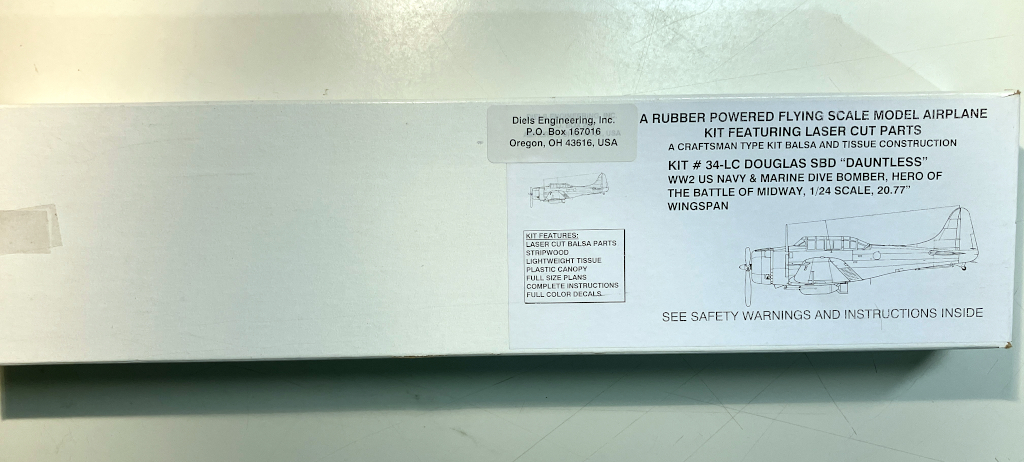 Diels Engineering, Inc.
P.O. Box 167016
Oregon, OH 43616, USA
A RUBBER POWERED FLYING SCALE MODEL AIRPLANE
KIT FEATURING LASER CUT PARTS
A CRAFTSMAN TYPE KIT BALSA AND TISSUE CONSTRUCTION
KIT # 34-LC DOUGLAS SBD "DAUNTLESS"
WW2 US NAVY & MARINE DIVE BOMBER, HERO OF
THE BATTLE OF MIDWAY, 1/24 SCALE, 20.77"
WINGSPAN
KIT FEATURES:
LASER CUT BALSA PARTS
STRIPWOOD
LIGHTWEIGHT TISSUE
PLASTIC CANOPY
FULL SIZE PLANS
COMPLETE INSTRUCTIONS
FULL COLOR DECALS
SEE SAFETY WARNINGS AND INSTRUCTIONS INSIDE